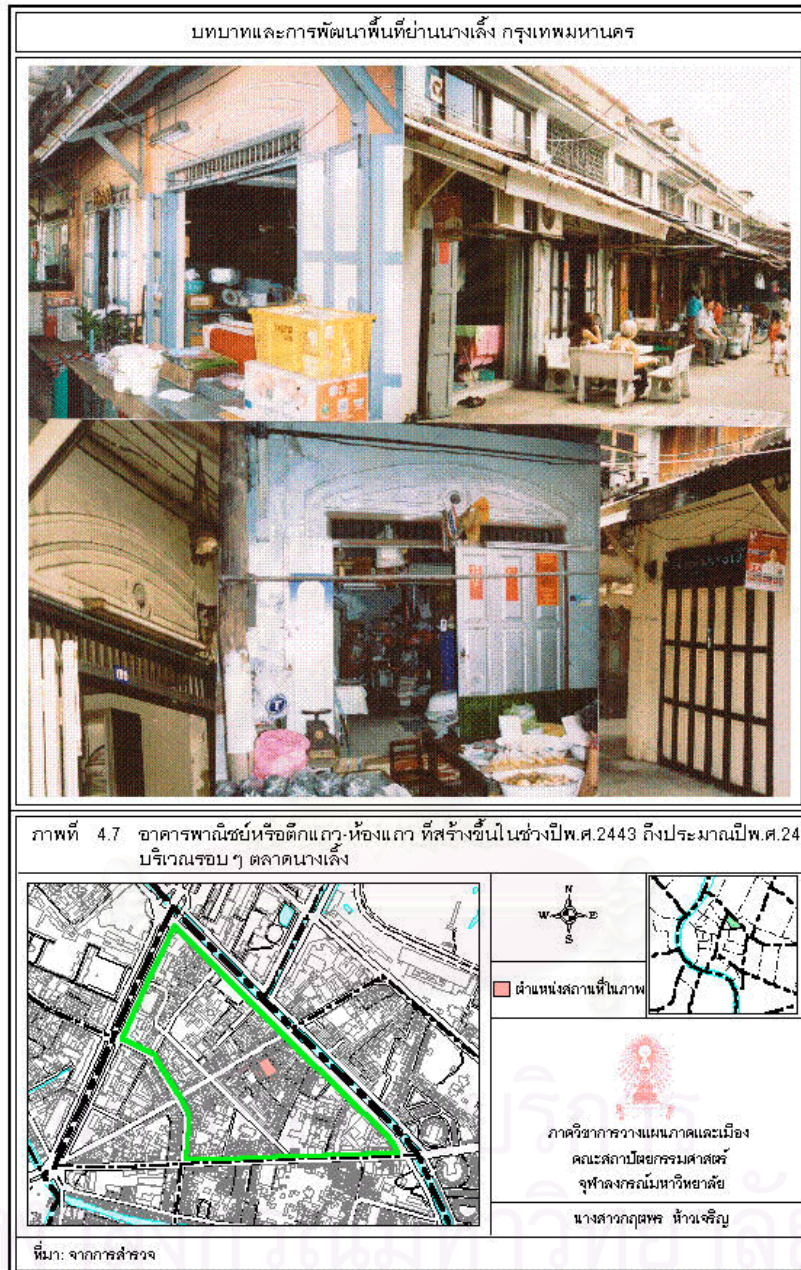 บทบาทและการพัฒนาพื้นที่ย่านนางเลิ้ง กรุงเทพมหานคร
ภาพที่ 4.7 อาคารพาณิชย์หรือตึกแถว-ห้องแถว ที่สร้างขึ้นในช่วงปีพ.ศ.2443 ถึงประมาณปีพ.ศ.24
บริเวณรอบ ๆ ตลาดนางเลิ้ง
N
W E
S
ตำแหน่งสถานที่ในภาพ
ภาควิชาการวางแผนภาคและเมือง
คณะสถาปัตยกรรมศาสตร์
จุฬาลงกรณ์มหาวิทยาลัย
นางสาวกฤตพร ห้าวเจริญ
ที่มา: จากการสำรวจ